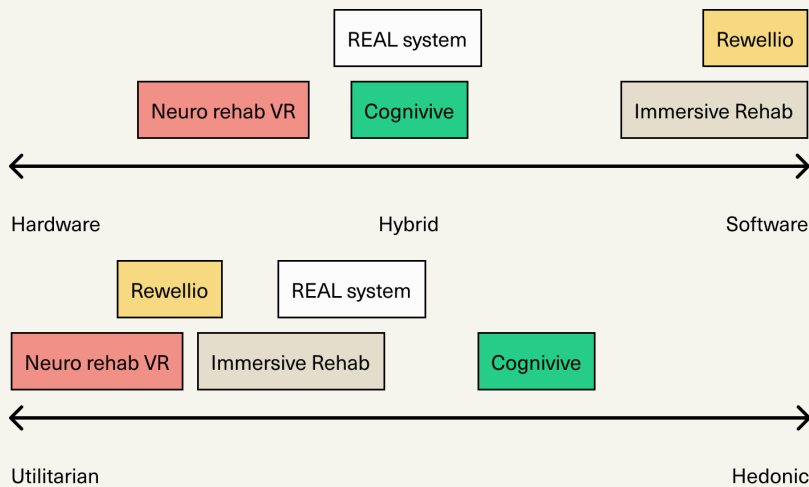 REAL system
Rewellio
Neuro rehab VR
Cognivive
Immersive Rehab
Hardware
Hybrid
Software
Rewellio
REAL system
Neuro rehab VR
Immersive Rehab
Cognivive
Utilitarian
Hedonic